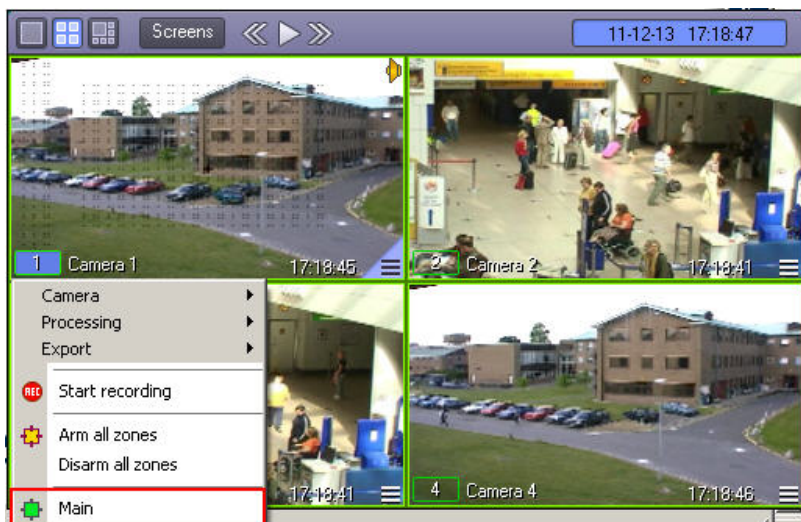 Screens
11-12-13 17:18:47
1 Camera 1 17:18:45
2 Camera 2 17:18:41
Camera
Processing
Export
REC Start recording
Arm all zones
Disarm all zones
Main
17:18:41
4 Camera 4 17:18:46